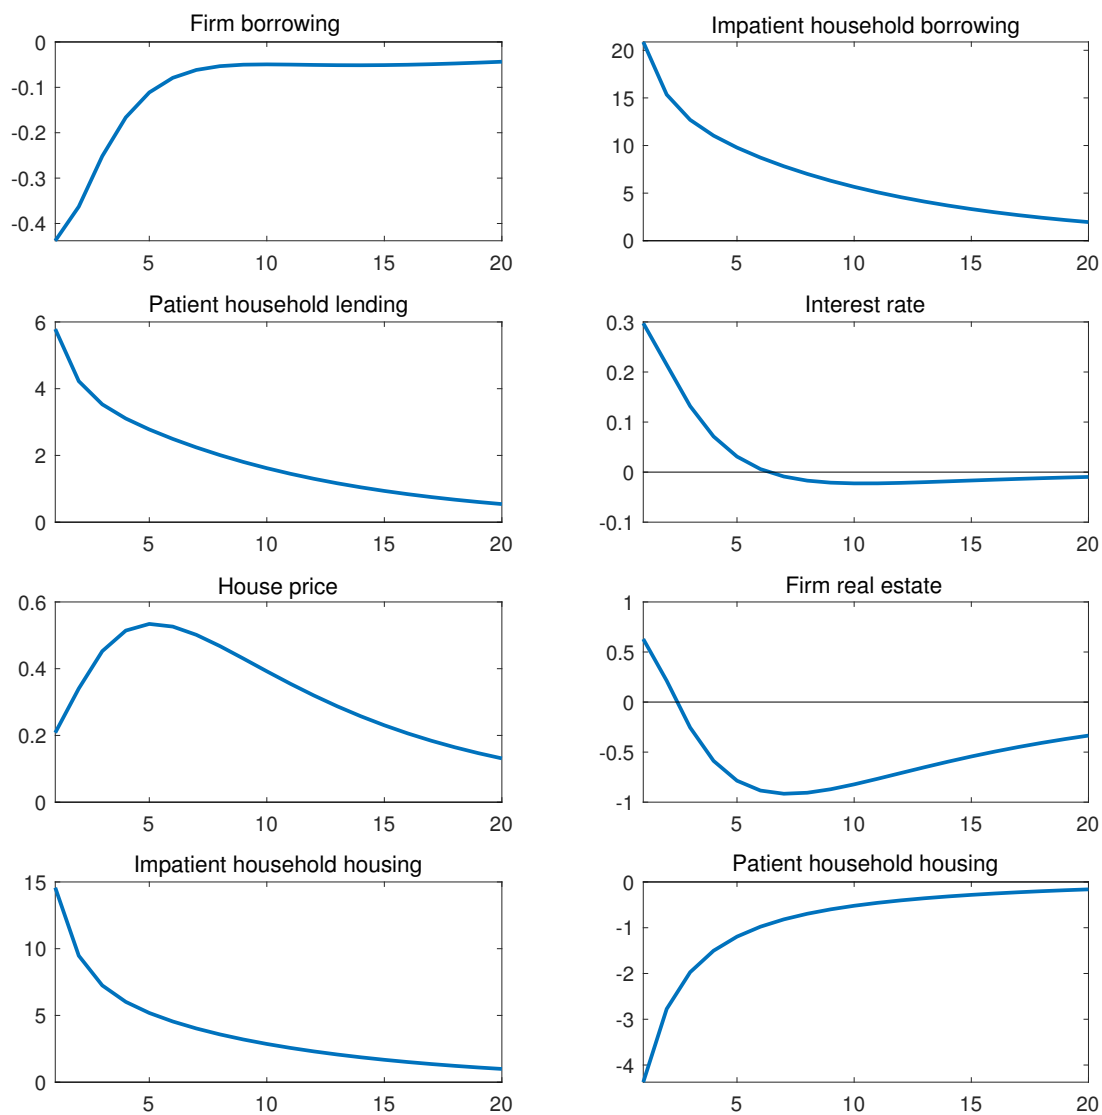 Firm borrowing
0
-0.1
-0.2
-0.3
-0.4
5 10 15 20
Impatient household borrowing
20
15
10
5
0
5 10 15 20
Patient household lending
6
4
2
0
5 10 15 20
Interest rate
0.3
0.2
0.1
0
-0.1
5 10 15 20
House price
0.6
0.4
0.2
0
5 10 15 20
Firm real estate
1
0.5
0
-0.5
-1
5 10 15 20
Impatient household housing
15
10
5
0
5 10 15 20
Patient household housing
0
-1
-2
-3
-4
5 10 15 20